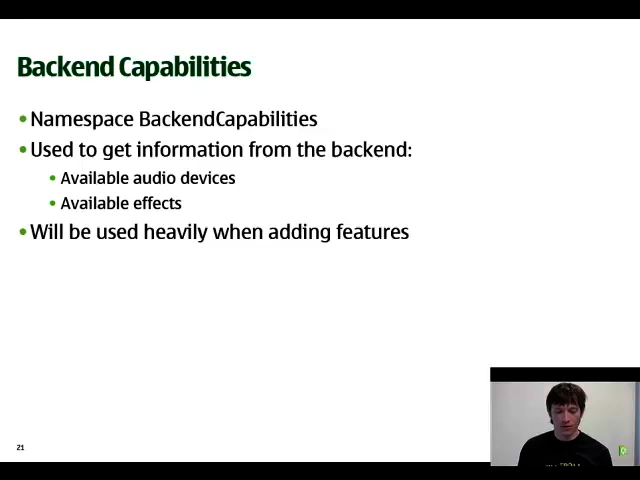 Backend Capabilities
• Namespace BackendCapabilities
• Used to get information from the backend:
• Available audio devices
• Available effects
• Will be used heavily when adding features
21